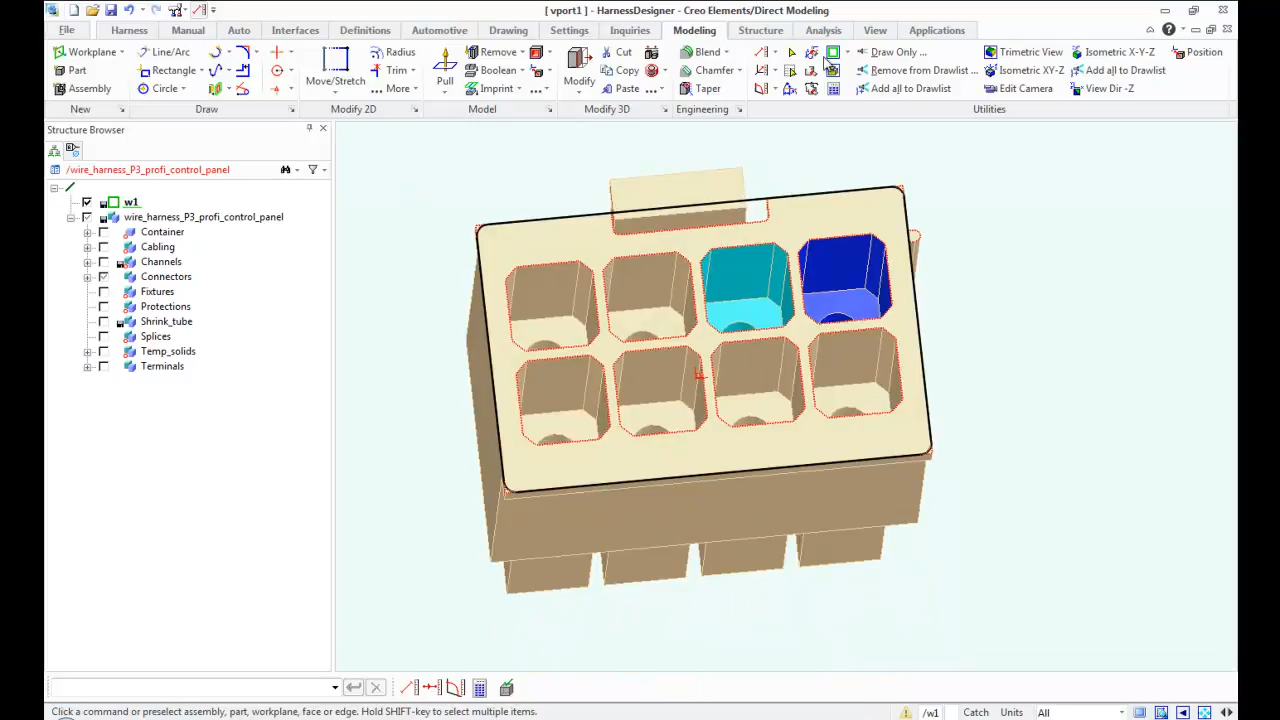 [ vport1 ] - HarnessDesigner - Creo Elements/Direct Modeling
File Harness Manual Auto Interfaces Definitions Automotive Drawing Settings Inquiries Modeling Structure Analysis View Applications
Workplane Line/Arc Radius Remove Cut Blend Draw Only ... Trimetric View Isometric X-Y-Z Position
Part Rectangle Move/Stretch Trim Pull Boolean Modify Copy Chamfer Remove from Drawlist ... Isometric XY-Z Add all to Drawlist
Assembly Circle More Imprint Paste Taper Add all to Drawlist Edit Camera View Dir -Z
New Draw Modify 2D Model Modify 3D Engineering Utilities
Structure Browser
/wire_harness_P3_profi_control_panel
w1
wire_harness_P3_profi_control_panel
Container
Cabling
Channels
Connectors
Fixtures
Protections
Shrink_tube
Splices
Temp_solids
Terminals
Click a command or preselect assembly, part, workplane, face or edge. Hold SHIFT-key to select multiple items. /w1 Catch Units All